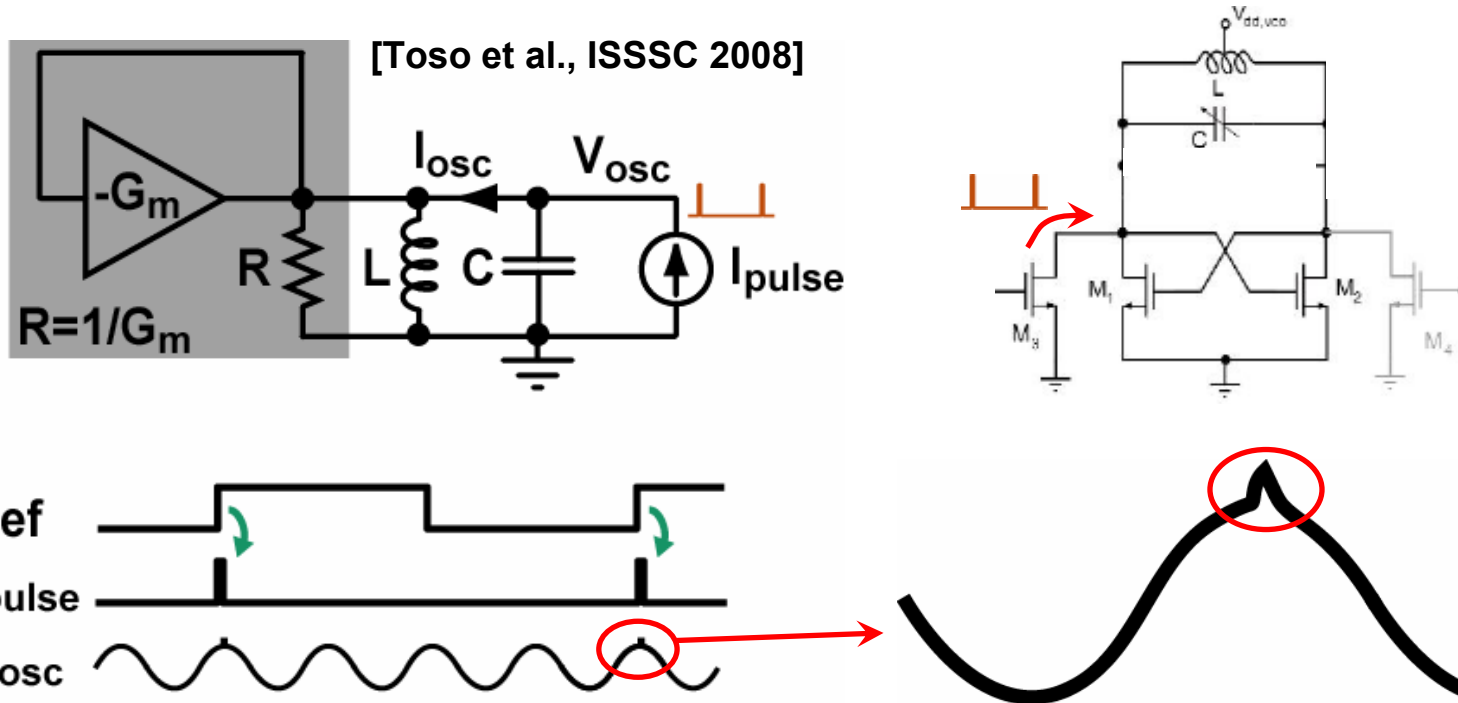 [Toso et al., ISSSC 2008]
-Gm
R
R=1/Gm
L
Iosc
C
Vosc
Ipulse
Vdd,vco
L
C
M1
M2
M3
M4
ef
pulse
osc